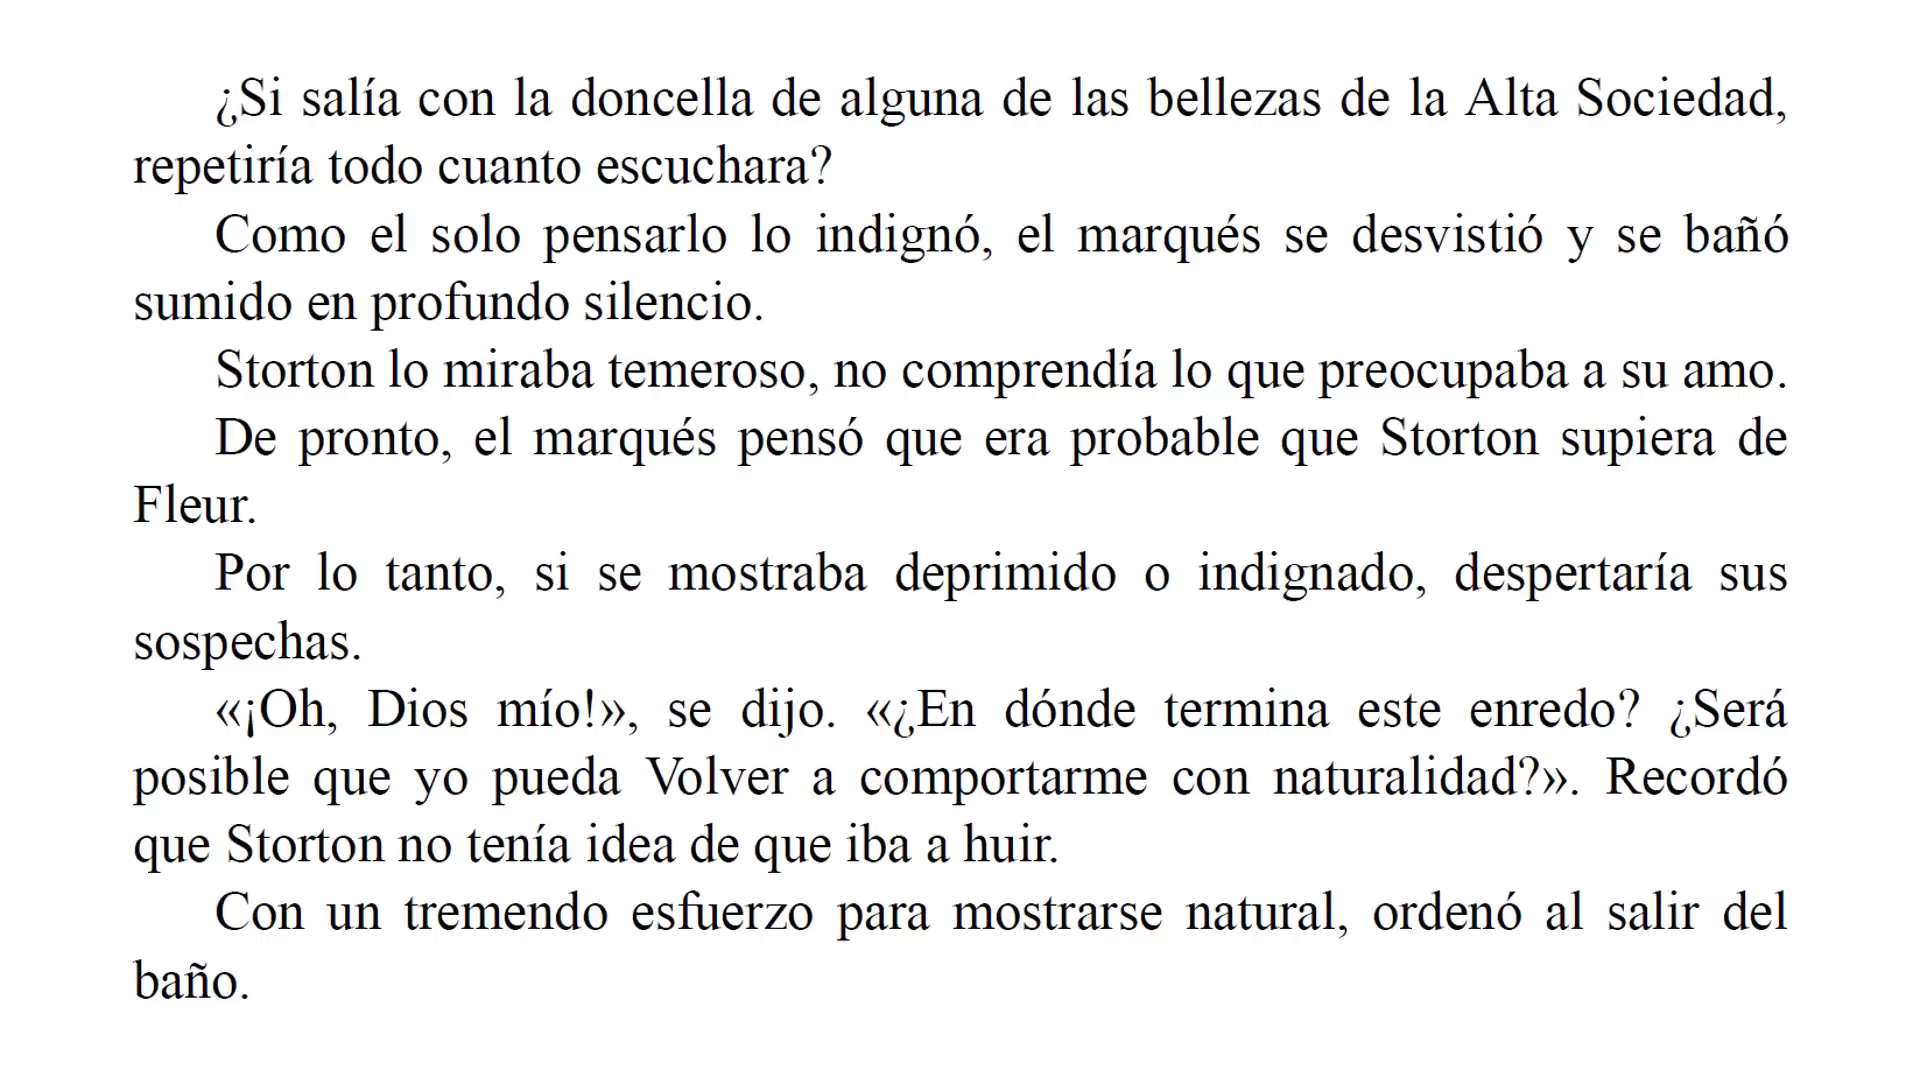 ¿Si salía con la doncella de alguna de las bellezas de la Alta Sociedad,
repetiría todo cuanto escuchara?
Como el solo pensarlo lo indignó, el marqués se desvistió y se bañó
sumido en profundo silencio.
Storton lo miraba temeroso, no comprendía lo que preocupaba a su amo.
De pronto, el marqués pensó que era probable que Storton supiera de
Fleur.
Por lo tanto, si se mostraba deprimido o indignado, despertaría sus
sospechas.
«¡Oh, Dios mío!», se dijo. «¿En dónde termina este enredo? ¿Será
posible que yo pueda Volver a comportarme con naturalidad?». Recordó
que Storton no tenía idea de que iba a huir.
Con un tremendo esfuerzo para mostrarse natural, ordenó al salir del
baño.